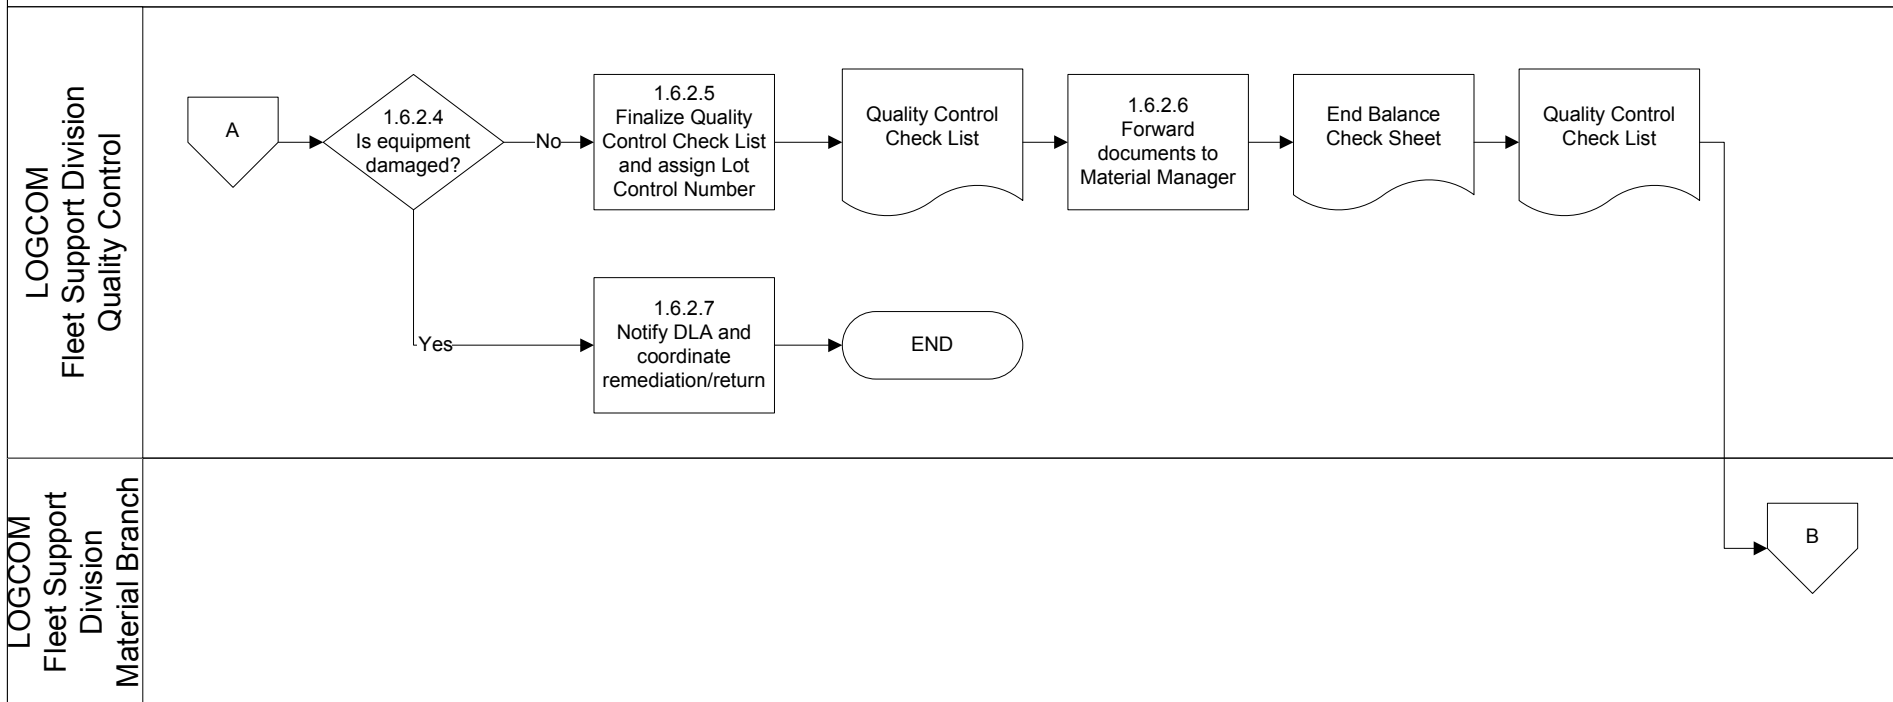 LOGCOM
Fleet Support Division
Quality Control
A
1.6.2.4
Is equipment
damaged?
No
1.6.2.5
Finalize Quality
Control Check List
and assign Lot
Control Number
Quality Control
Check List
1.6.2.6
Forward
documents to
Material Manager
End Balance
Check Sheet
Quality Control
Check List
Yes
1.6.2.7
Notify DLA and
coordinate
remediation/return
END
LOGCOM
Fleet Support
Division
Material Branch
B